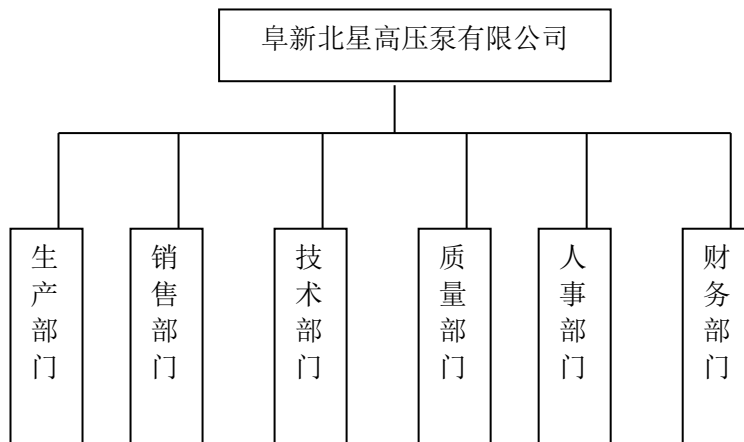 阜新北星高压泵有限公司
生产部门
销售部门
技术部门
质量部门
人事部门
财务部门